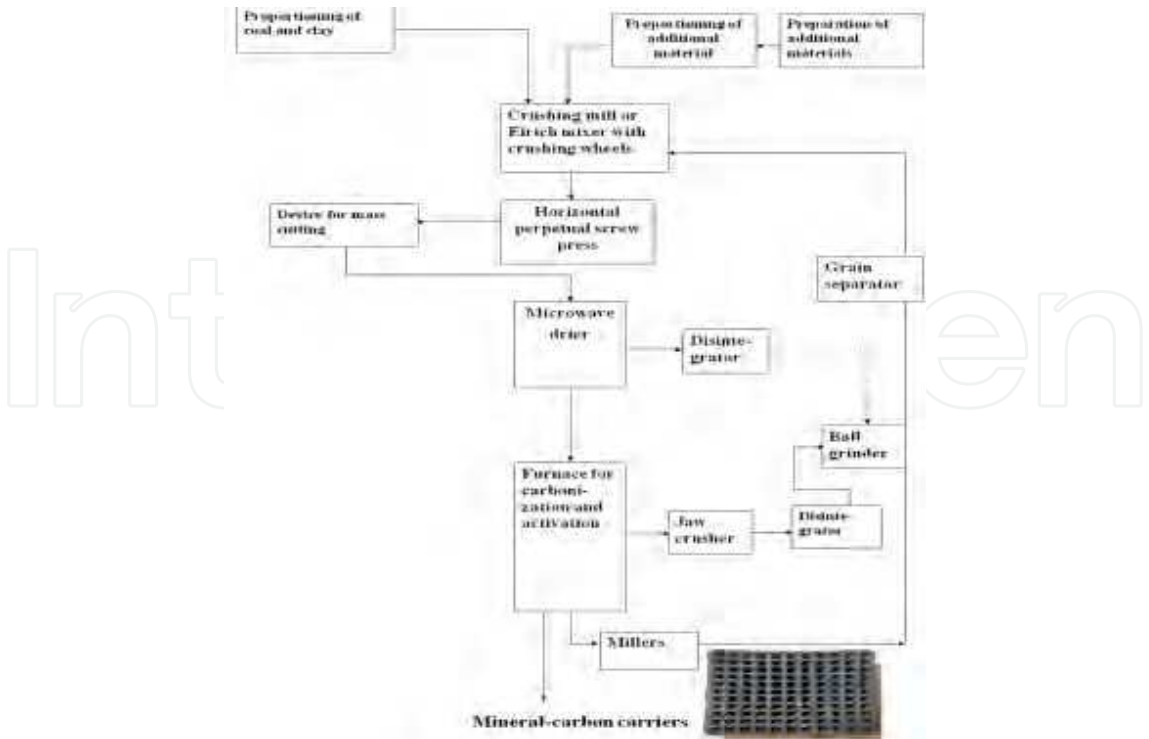 Proportioning of
coal and clay
Proportioning of
additional
material
Preparation of
additional
materials
Crushing mill or
Eirich mixer with
crushing wheels
Device for mass
cutting
Horizontal
perpetual screw
press
Grain
separator
Microwave
drier
Disinte-
grator
Ball
grinder
Furnace for
carboni-
zation and
activation
Jaw
crusher
Disinte-
grator
Millers
Mineral-carbon carriers